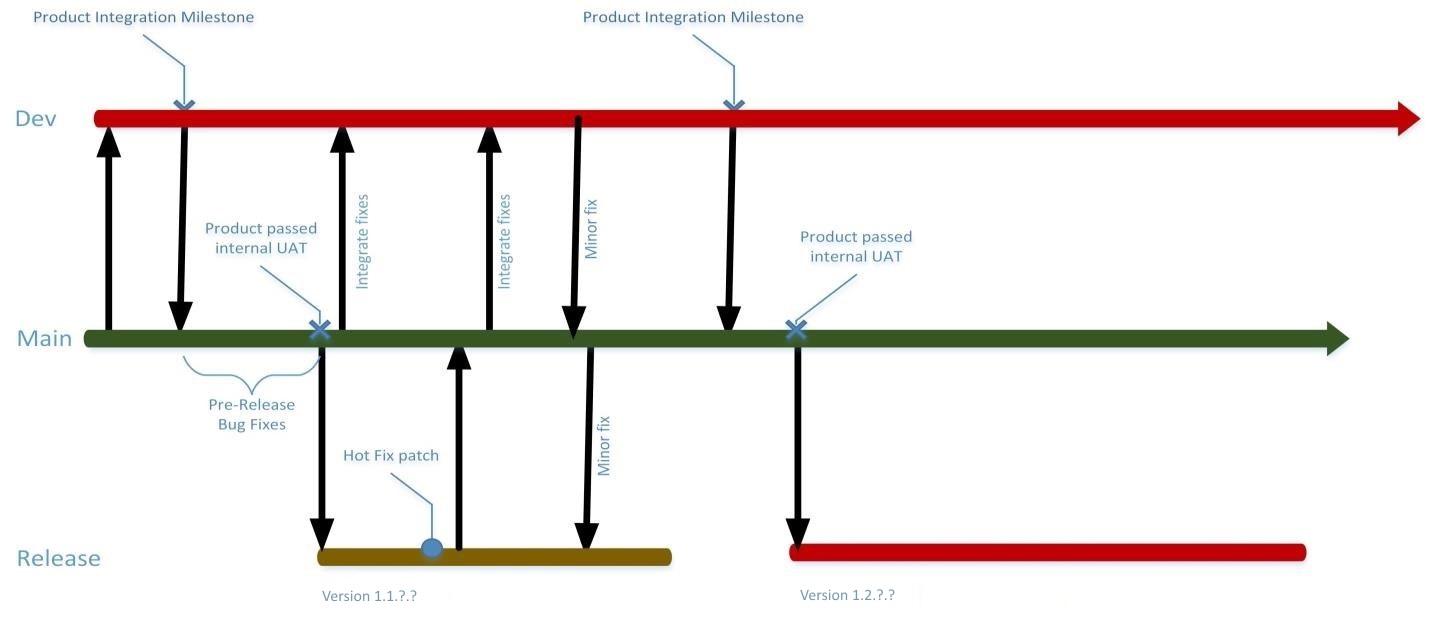 Product Integration Milestone
Product Integration Milestone
Dev
Integrate fixes
Integrate fixes
Minor fix
Product passed
internal UAT
Product passed
internal UAT
Main
Pre-Release
Bug Fixes
Minor fix
Hot Fix patch
Release
Version 1.1.?.?
Version 1.2.?.?